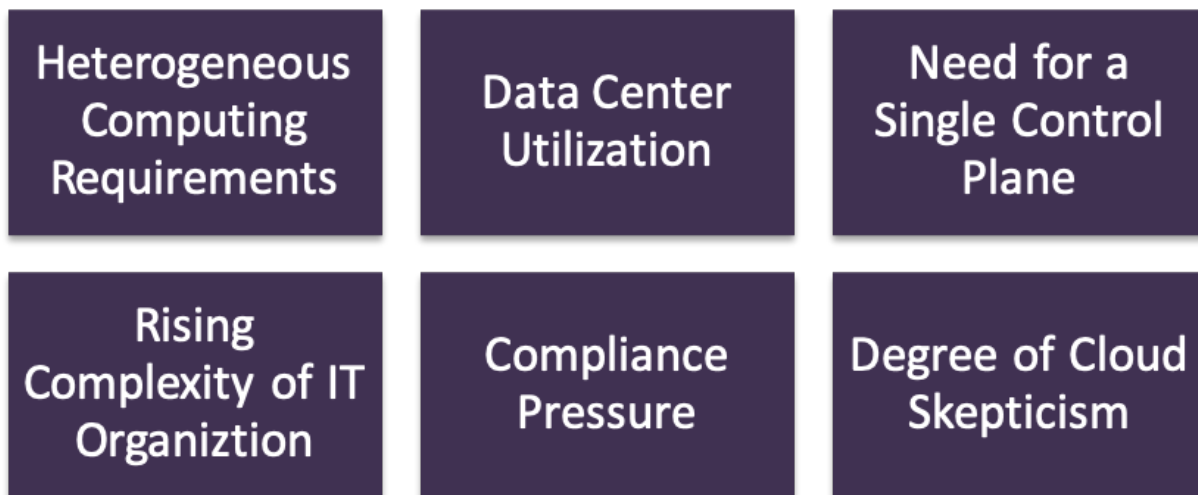 Heterogeneous
Computing
Requirements
Data Center
Utilization
Need for a
Single Control
Plane
Rising
Complexity of IT
Organiztion
Compliance
Pressure
Degree of Cloud
Skepticism